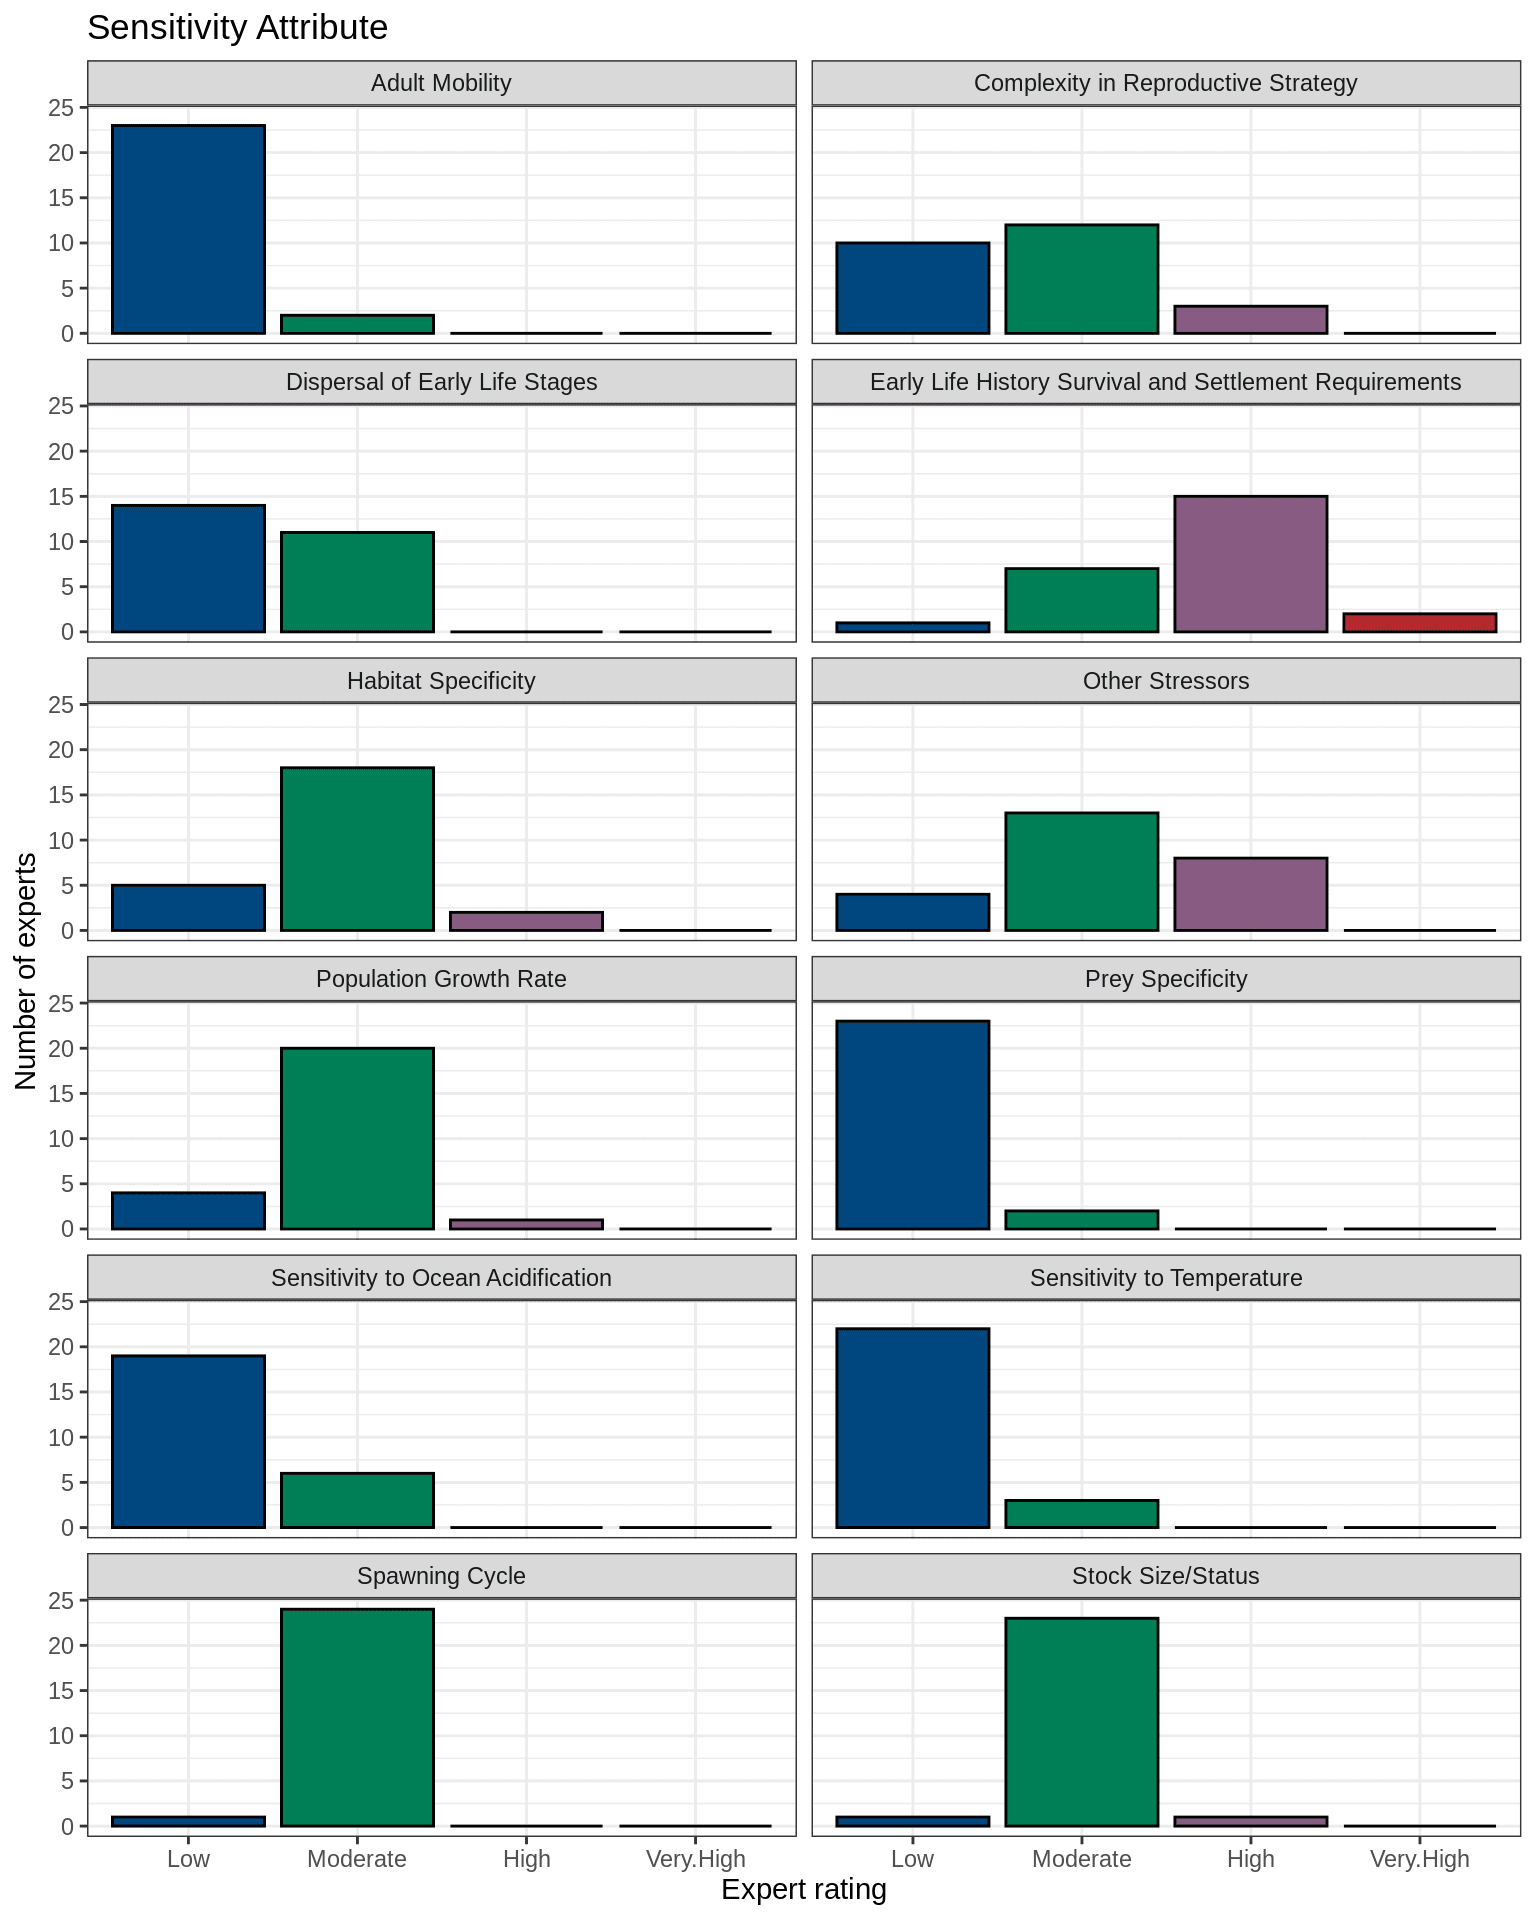 Sensitivity Attribute
Adult Mobility
Complexity in Reproductive Strategy
25
20
15
10
5
0
Dispersal of Early Life Stages
Early Life History Survival and Settlement Requirements
25
20
15
10
5
0
Habitat Specificity
Other Stressors
25
20
15
10
5
0
Number of experts
Population Growth Rate
Prey Specificity
25
20
15
10
5
0
Sensitivity to Ocean Acidification
Sensitivity to Temperature
25
20
15
10
5
0
Spawning Cycle
Stock Size/Status
25
20
15
10
5
0
Low Moderate High Very.High
Low Moderate High Very.High
Expert rating